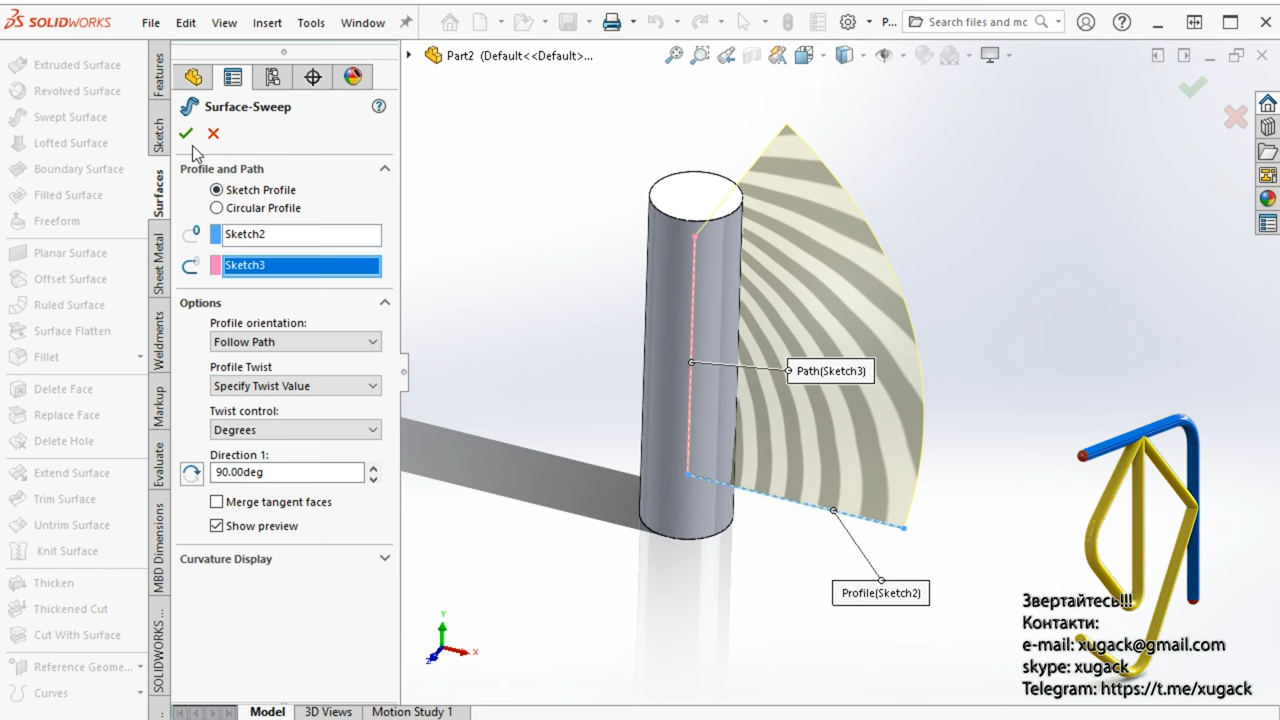 SOLIDWORKS
File
Edit
View
Insert
Tools
Window
P...
Search files and mc
Extruded Surface
Revolved Surface
Swept Surface
Lofted Surface
Boundary Surface
Filled Surface
Freeform
Planar Surface
Offset Surface
Ruled Surface
Surface Flatten
Fillet
Delete Face
Replace Face
Delete Hole
Extend Surface
Trim Surface
Untrim Surface
Knit Surface
Thicken
Thickened Cut
Cut With Surface
Reference Geome...
Curves
Features
Sketch
Surfaces
Sheet Metal
Weldments
Markup
Evaluate
MBD Dimensions
SOLIDWORKS ...
Surface-Sweep
Profile and Path
Sketch Profile
Circular Profile
Sketch2
Sketch3
Options
Profile orientation:
Follow Path
Profile Twist
Specify Twist Value
Twist control:
Degrees
Direction 1:
90.00deg
Merge tangent faces
Show preview
Curvature Display
Part2 (Default<<Default>...
Path(Sketch3)
Profile(Sketch2)
Y
X
Z
Звертайтесь!!!
Контакти:
e-mail: xugack@gmail.com
skype: xugack
Telegram: https://t.me/xugack
Model
3D Views
Motion Study 1